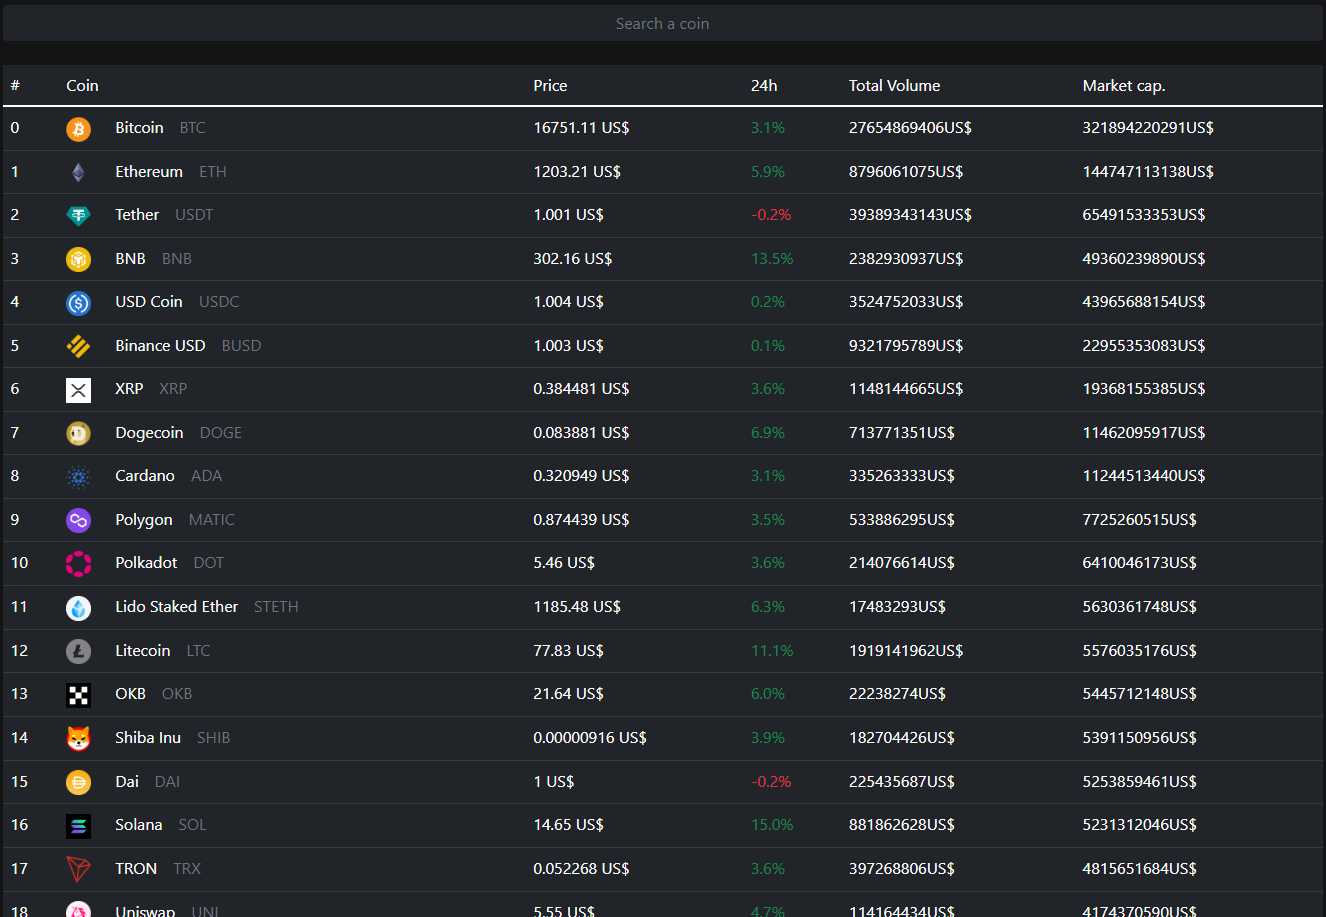 Search a coin
# Coin Price 24h Total Volume Market cap.
0 Bitcoin BTC 16751.11 US$ 3.1% 27654869406US$ 321894220291US$
1 Ethereum ETH 1203.21 US$ 5.9% 8796061075US$ 144747113138US$
2 Tether USDT 1.001 US$ -0.2% 39389343143US$ 65491533353US$
3 BNB BNB 302.16 US$ 13.5% 2382930937US$ 49360239890US$
4 USD Coin USDC 1.004 US$ 0.2% 3524752033US$ 43965688154US$
5 Binance USD BUSD 1.003 US$ 0.1% 9321795789US$ 22955353083US$
6 XRP XRP 0.384481 US$ 3.6% 1148144665US$ 19368155385US$
7 Dogecoin DOGE 0.083881 US$ 6.9% 713771351US$ 11462095917US$
8 Cardano ADA 0.320949 US$ 3.1% 335263333US$ 11244513440US$
9 Polygon MATIC 0.874439 US$ 3.5% 533886295US$ 7725260515US$
10 Polkadot DOT 5.46 US$ 3.6% 214076614US$ 6410046173US$
11 Lido Staked Ether STETH 1185.48 US$ 6.3% 17483293US$ 5630361748US$
12 Litecoin LTC 77.83 US$ 11.1% 1919141962US$ 5576035176US$
13 OKB OKB 21.64 US$ 6.0% 22238274US$ 5445712148US$
14 Shiba Inu SHIB 0.00000916 US$ 3.9% 182704426US$ 5391150956US$
15 Dai DAI 1 US$ -0.2% 225435687US$ 5253859461US$
16 Solana SOL 14.65 US$ 15.0% 881862628US$ 5231312046US$
17 TRON TRX 0.052268 US$ 3.6% 397268806US$ 4815651684US$
18 Uniswap UNI 5.55 US$ 4.7% 114164434US$ 4174370590US$